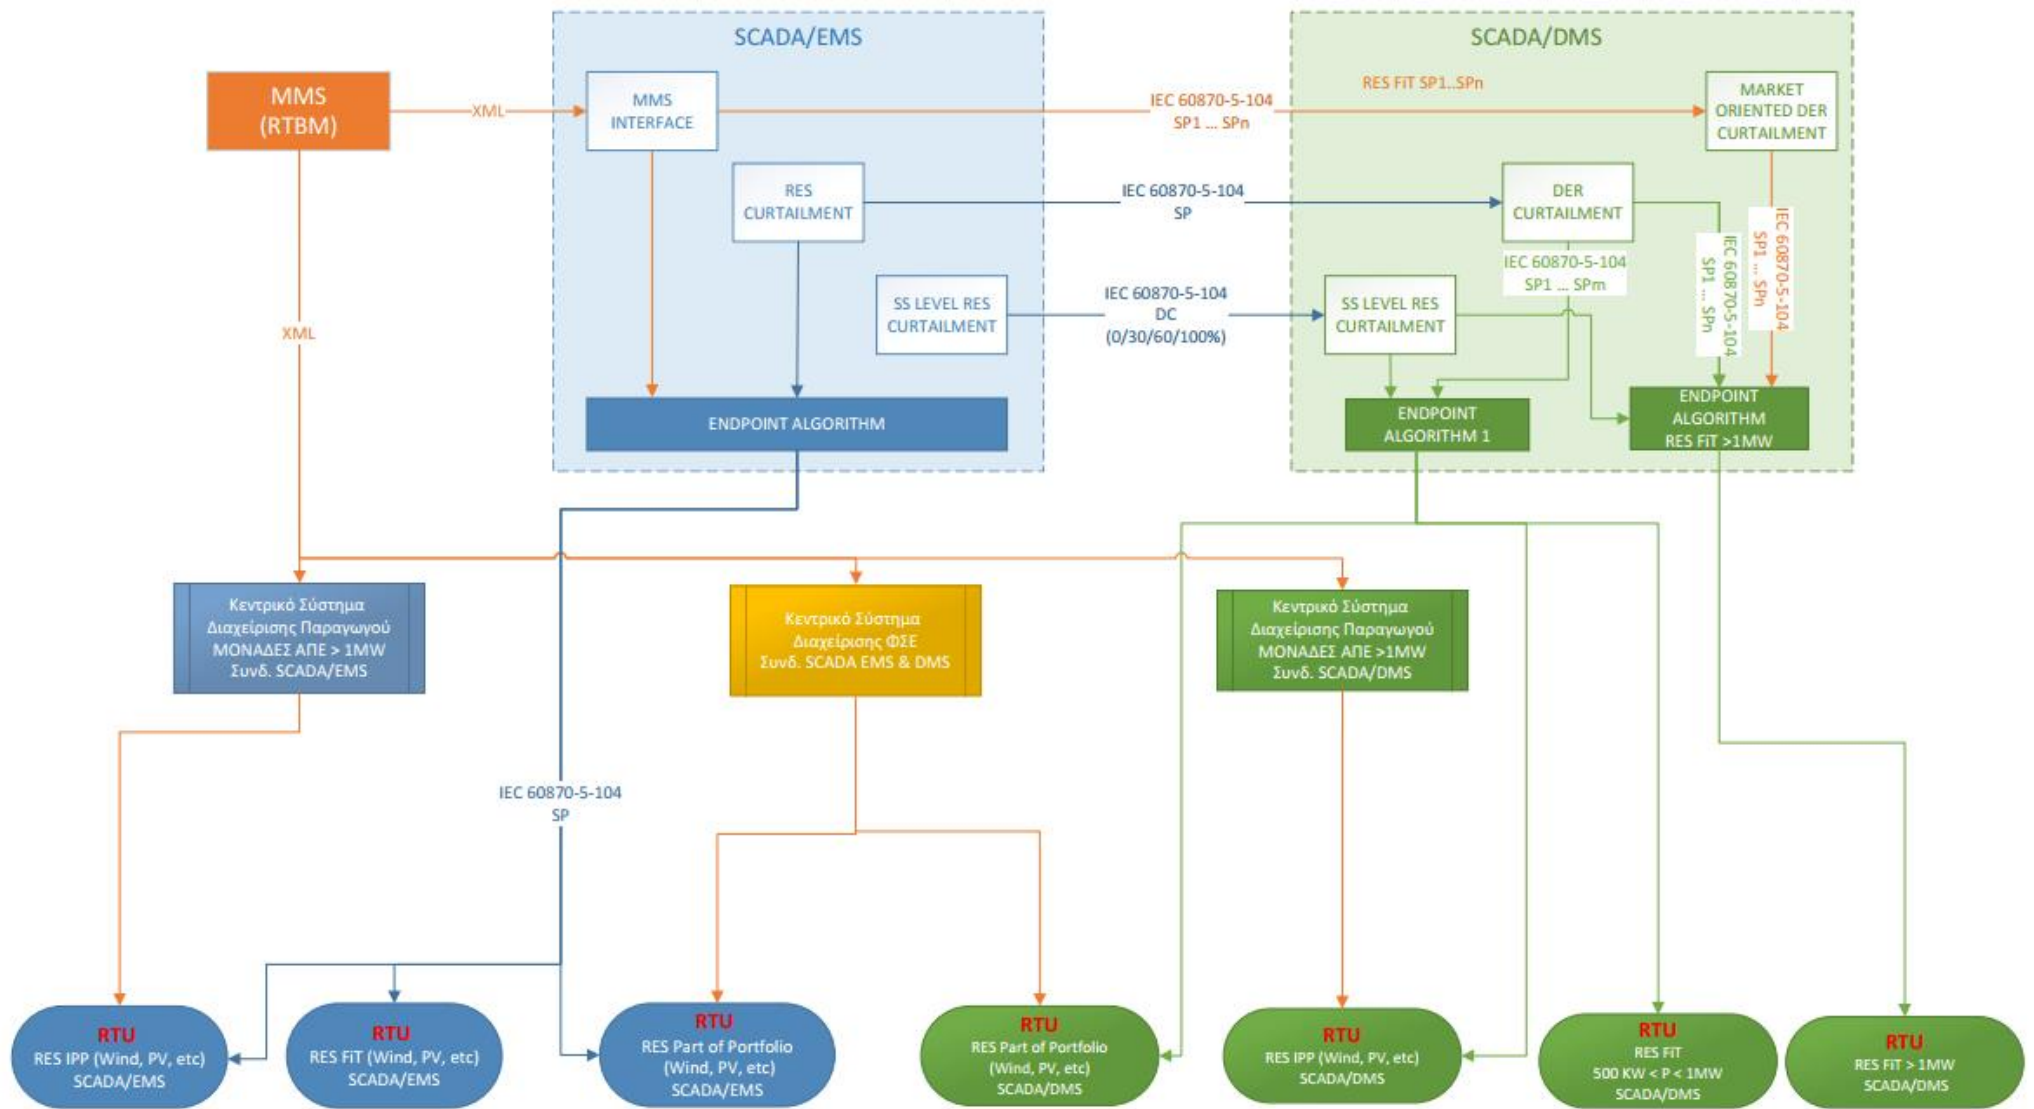 SCADA/EMS
SCADA/DMS
MMS
(RTBM)
XML
MMS
INTERFACE
IEC 60870-5-104
SP1 ... SPn
RES FiT SP1..SPn
MARKET
ORIENTED DER
CURTAILMENT
RES
CURTAILMENT
IEC 60870-5-104
SP
DER
CURTAILMENT
IEC 60870-5-104
SP1 ... SPm
IEC 60870-5-104
SP1 ... SPn
IEC 60870-5-104
SP1 ... SPn
SS LEVEL RES
CURTAILMENT
IEC 60870-5-104
DC
(0/30/60/100%)
SS LEVEL RES
CURTAILMENT
XML
ENDPOINT ALGORITHM
ENDPOINT
ALGORITHM 1
ENDPOINT
ALGORITHM
RES FiT >1MW
Κεντρικό Σύστημα
Διαχείρισης Παραγωγού
ΜΟΝΑΔΕΣ ΑΠΕ > 1MW
Συνδ. SCADA/EMS
Κεντρικό Σύστημα
Διαχείρισης ΦΣΕ
Συνδ. SCADA EMS & DMS
Κεντρικό Σύστημα
Διαχείρισης Παραγωγού
ΜΟΝΑΔΕΣ ΑΠΕ >1MW
Συνδ. SCADA/DMS
IEC 60870-5-104
SP
RTU
RES IPP (Wind, PV, etc)
SCADA/EMS
RTU
RES FiT (Wind, PV, etc)
SCADA/EMS
RTU
RES Part of Portfolio
(Wind, PV, etc)
SCADA/EMS
RTU
RES Part of Portfolio
(Wind, PV, etc)
SCADA/DMS
RTU
RES IPP (Wind, PV, etc)
SCADA/DMS
RTU
RES FiT
500 KW < P < 1MW
SCADA/DMS
RTU
RES FiT > 1MW
SCADA/DMS